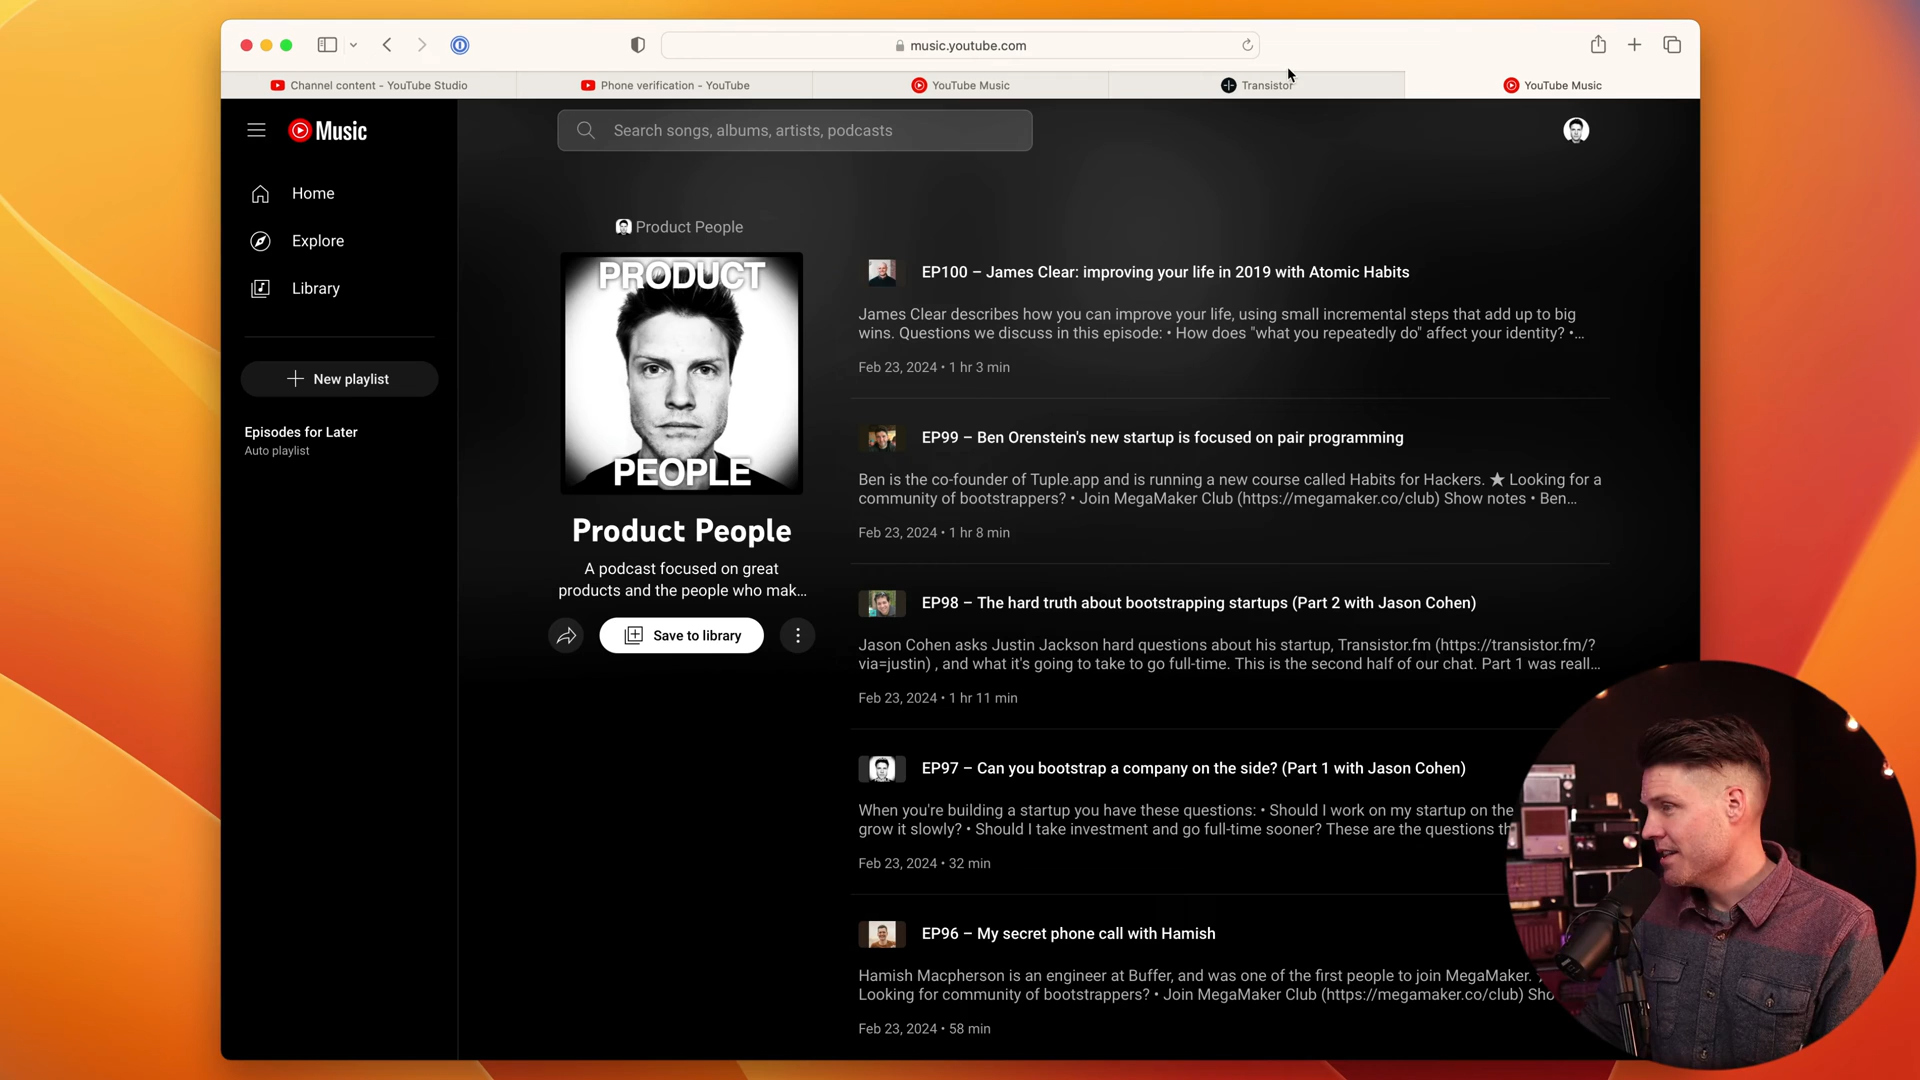 music.youtube.com
Channel content - YouTube Studio
Phone verification - YouTube
YouTube Music
Transistor
YouTube Music
Music
Search songs, albums, artists, podcasts
Home
Explore
Library
New playlist
Episodes for Later
Auto playlist
Product People
PRODUCT
PEOPLE
Product People
A podcast focused on great
products and the people who mak...
Save to library
EP100 – James Clear: improving your life in 2019 with Atomic Habits
James Clear describes how you can improve your life, using small incremental steps that add up to big
wins. Questions we discuss in this episode: • How does "what you repeatedly do" affect your identity? •...
Feb 23, 2024 • 1 hr 3 min
EP99 – Ben Orenstein's new startup is focused on pair programming
Ben is the co-founder of Tuple.app and is running a new course called Habits for Hackers. ★ Looking for a
community of bootstrappers? • Join MegaMaker Club (https://megamaker.co/club) Show notes • Ben...
Feb 23, 2024 • 1 hr 8 min
EP98 – The hard truth about bootstrapping startups (Part 2 with Jason Cohen)
Jason Cohen asks Justin Jackson hard questions about his startup, Transistor.fm (https://transistor.fm/?
via=justin) , and what it's going to take to go full-time. This is the second half of our chat. Part 1 was reall...
Feb 23, 2024 • 1 hr 11 min
EP97 – Can you bootstrap a company on the side? (Part 1 with Jason Cohen)
When you're building a startup you have these questions: • Should I work on my startup on the
grow it slowly? • Should I take investment and go full-time sooner? These are the questions
Feb 23, 2024 • 32 min
EP96 – My secret phone call with Hamish
Hamish Macpherson is an engineer at Buffer, and was one of the first people to join MegaMaker.
Looking for community of bootstrappers? • Join MegaMaker Club (https://megamaker.co/club)
Feb 23, 2024 • 58 min